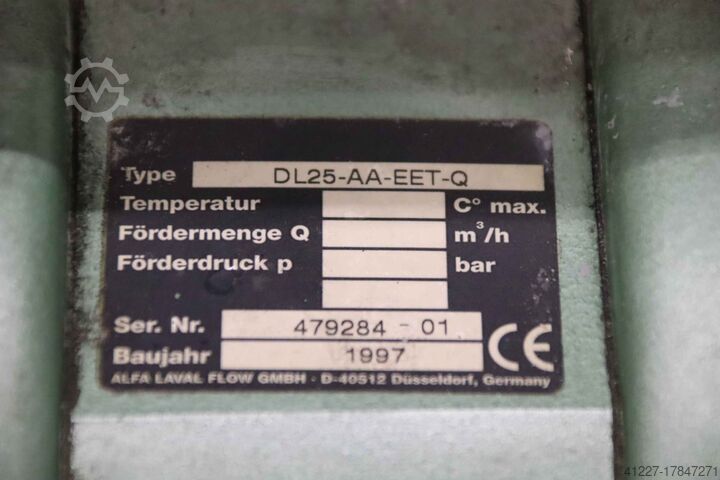 Type DL25-AA-EET-Q
Temperatur C° max.
Fördermenge Q m³/h
Förderdruck p bar
Ser. Nr. 479284 - 01
Baujahr 1997 CE
ALFA LAVAL FLOW GMBH · D-40512 Düsseldorf, Germany
41227-17847271